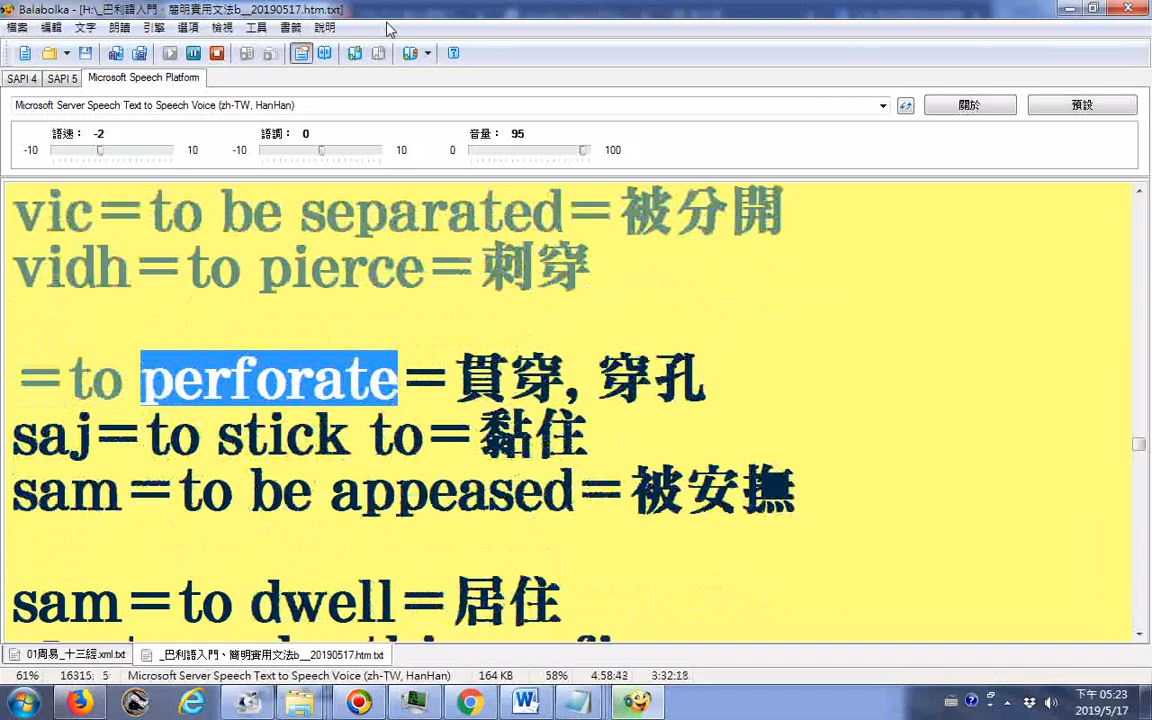 Balabolka - [H:\_巴利語入門、簡明實用文法b__20190517.htm.txt]
檔案 編輯 文字 朗讀 引擎 選項 檢視 工具 書籤 說明
SAPI 4 SAPI 5 Microsoft Speech Platform
Microsoft Server Speech Text to Speech Voice (zh-TW, HanHan)
關於 預設
語速： -2 語調： 0 音量： 95
-10 10 -10 10 0 100
vic＝to be separated＝被分開
vidh＝to pierce＝刺穿
＝to perforate＝貫穿, 穿孔
saj＝to stick to＝黏住
sam＝to be appeased＝被安撫
sam＝to dwell＝居住
01周易_十三經.xml.txt _巴利語入門、簡明實用文法b__20190517.htm.txt
61% 16315: 5 Microsoft Server Speech Text to Speech Voice (zh-TW, HanHan) 164 KB 58% 4:58:43 3:32:18
下午 05:23
2019/5/17